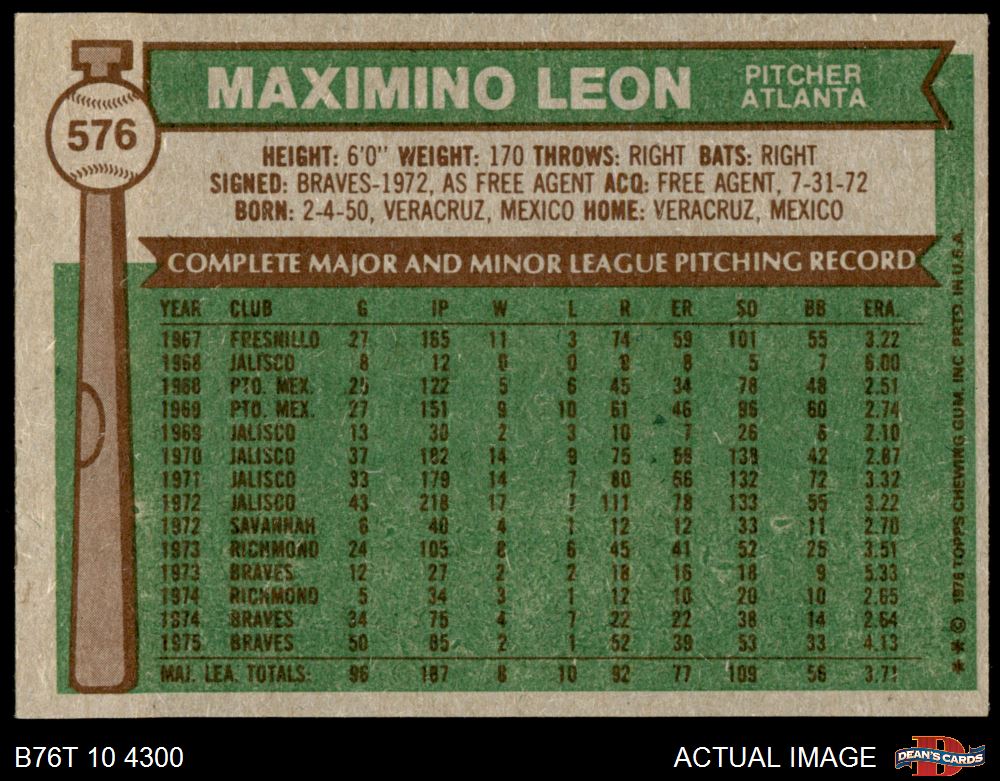 MAXIMINO LEON
PITCHER
ATLANTA
576
HEIGHT: 6'0" WEIGHT: 170 THROWS: RIGHT BATS: RIGHT
SIGNED: BRAVES-1972, AS FREE AGENT ACQ: FREE AGENT, 7-31-72
BORN: 2-4-50, VERACRUZ, MEXICO HOME: VERACRUZ, MEXICO
COMPLETE MAJOR AND MINOR LEAGUE PITCHING RECORD
YEAR CLUB G IP W L R ER SO BB ERA.
1967 FRESNILLO 27 165 11 3 74 59 101 55 3.22
1968 JALISCO 8 12 0 0 8 8 5 7 6.00
1968 PTO. MEX. 25 122 5 6 45 34 78 48 2.51
1969 PTO. MEX. 27 151 9 10 61 46 96 60 2.74
1969 JALISCO 13 30 2 3 10 7 26 2.10
1970 JALISCO 37 182 14 9 75 138 42 2.87
1971 JALISCO 33 179 14 7 80 66 132 72 3.32
1972 JALISCO 43 218 17 7 111 78 133 55 3.22
1972 SAVANNAH 6 40 4 1 12 12 33 11 2.70
1973 RICHMOND 24 105 8 6 45 41 52 25 3.51
1973 BRAVES 12 27 2 2 18 16 18 9 5.33
1974 RICHMOND 5 34 3 1 12 10 20 10 2.65
1974 BRAVES 34 75 4 7 22 22 38 14 2.64
1975 BRAVES 50 85 2 1 52 39 53 33 4.13
MAJ. LEA. TOTALS: 96 187 8 10 92 77 109 56 3.71
** © 1976 TOPPS CHEWING GUM, INC. PRTD. IN U.S.A.
B76T 10 4300
ACTUAL IMAGE
DEAN'S CARDS